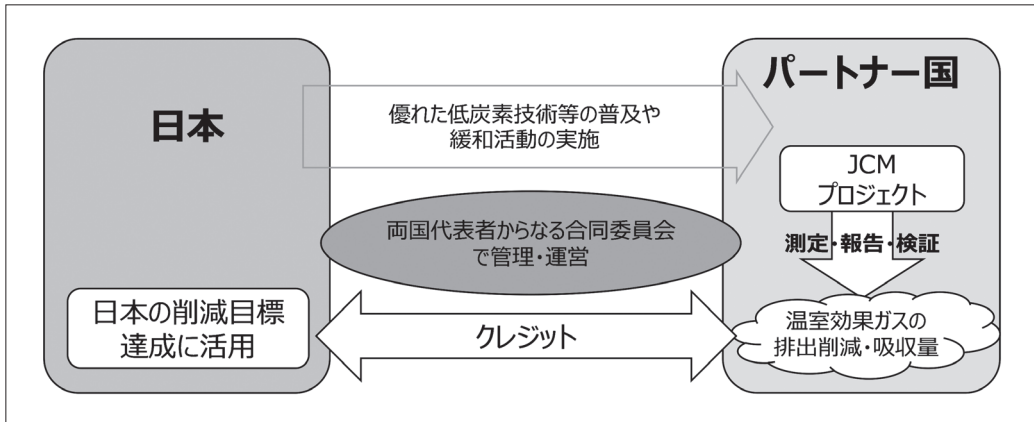 日本
優れた低炭素技術等の普及や
緩和活動の実施
パートナー国
JCM
プロジェクト
両国代表者からなる合同委員会
で管理・運営
測定・報告・検証
日本の削減目標
達成に活用
クレジット
温室効果ガスの
排出削減・吸収量